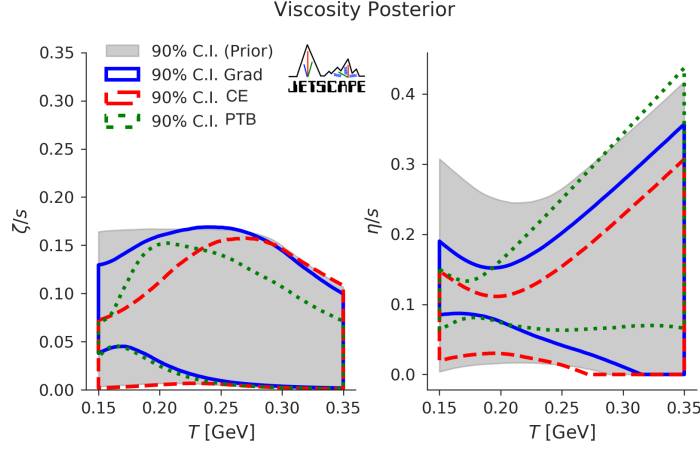 Viscosity Posterior
90% C.I. (Prior)
90% C.I. Grad
90% C.I. CE
90% C.I. PTB
JETSCAPE
0.35
0.30
0.25
0.20
0.15
0.10
0.05
0.00
ζ/s
0.15 0.20 0.25 0.30 0.35
T [GeV]
0.4
0.3
0.2
0.1
0.0
η/s
0.15 0.20 0.25 0.30 0.35
T [GeV]